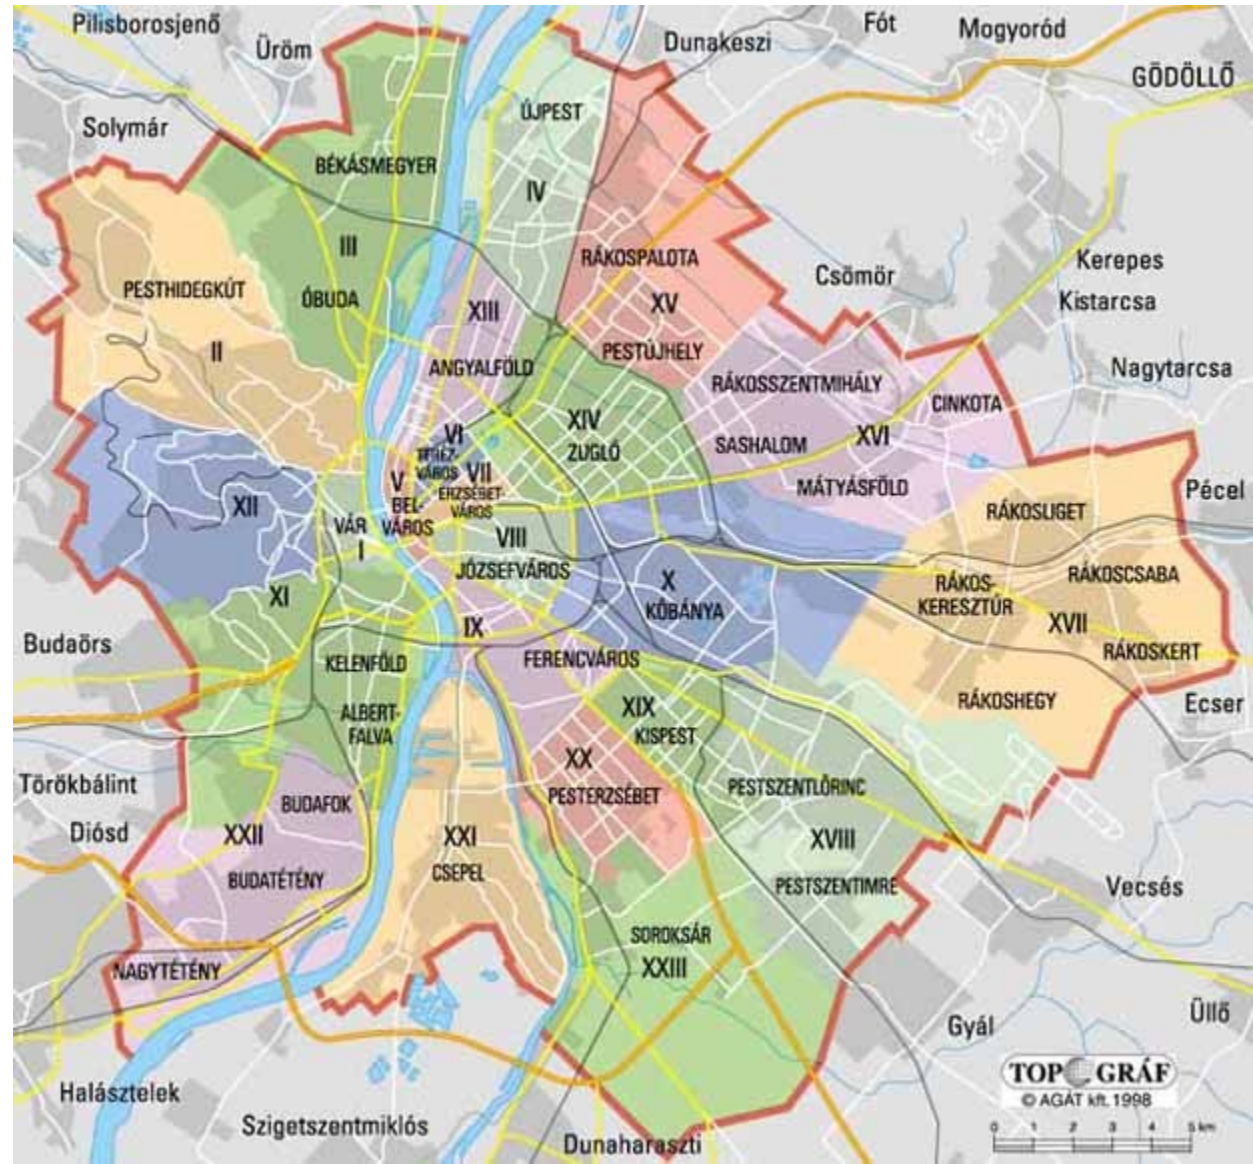 Pilisborosjenő
Üröm
Dunakeszi
Fót
Mogyoród
GÖDÖLLŐ
Solymár
ÚJPEST
BÉKÁSMEGYER
IV
III
RÁKOSPALOTA
Csömör
Kerepes
Kistarcsa
PESTHIDEGKÚT
ÓBUDA
XIII
XV
II
PESTÚJHELY
ANGYALFÖLD
RÁKOSSZENTMIHÁLY
Nagytarcsa
CINKOTA
XIV
ZUGLÓ
VI
TERÉZ-
VÁROS
SASHALOM
XVI
VII
ERZSÉBET-
VÁROS
V
BEL-
VÁROS
MÁTYÁSFÖLD
Pécel
XII
VÁR
I
VIII
JÓZSEFVÁROS
RÁKOSLIGET
X
KŐBÁNYA
RÁKOS-
KERESZTÚR
RÁKOSCSABA
XI
IX
XVII
Budaörs
KELENFÖLD
FERENCVÁROS
RÁKOSKERT
ALBERT-
FALVA
XIX
KISPEST
RÁKOSHEGY
Ecser
XX
PESTERZSÉBET
Törökbálint
BUDAFOK
PESTSZENTLŐRINC
Diósd
XXII
XXI
CSEPEL
XVIII
BUDATÉTÉNY
PESTSZENTIMRE
Vecsés
SOROKSÁR
XXIII
NAGYTÉTÉNY
Üllő
Gyál
TOP GRÁF
© AGÁT kft. 1998
Halásztelek
Szigetszentmiklós
Dunaharaszti
0 1 2 3 4 5 km